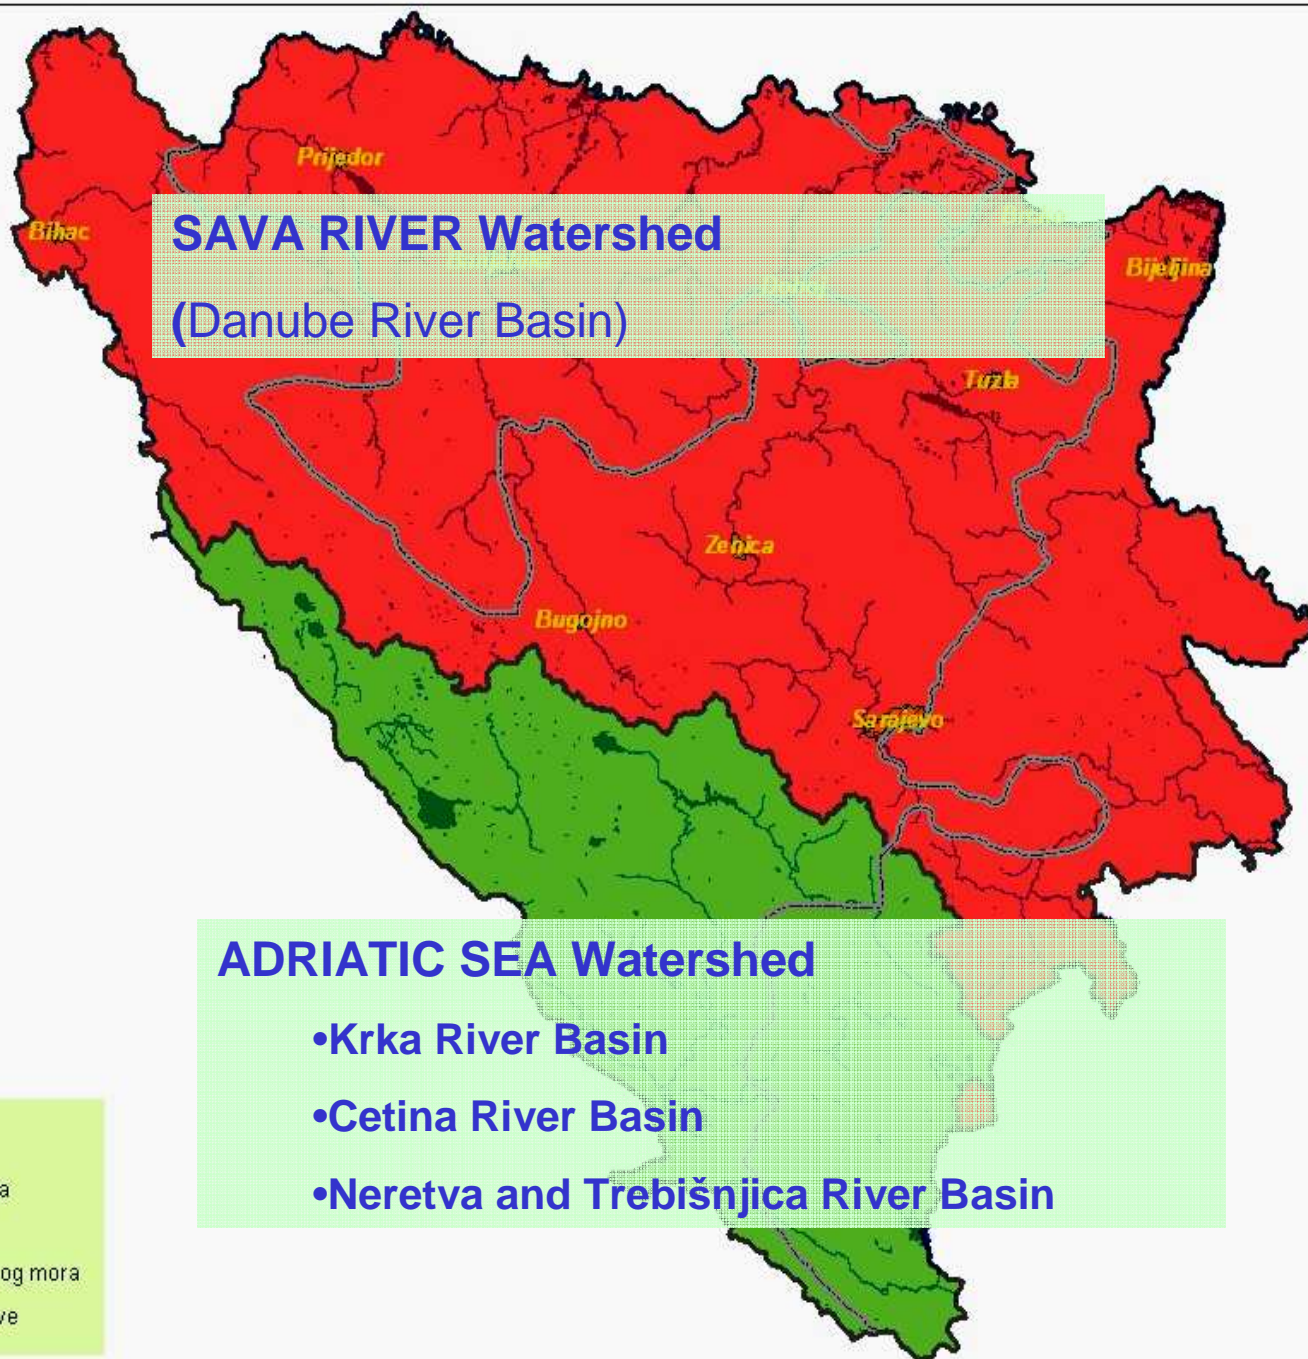 Prijedor
SAVA RIVER Watershed
Bihac
Bijeljina
(Danube River Basin)
Tuzla
Zenica
Bugojno
Sarajevo
ADRIATIC SEA Watershed
•Krka River Basin
•Cetina River Basin
•Neretva and Trebišnjica River Basin
a
og mora
ve